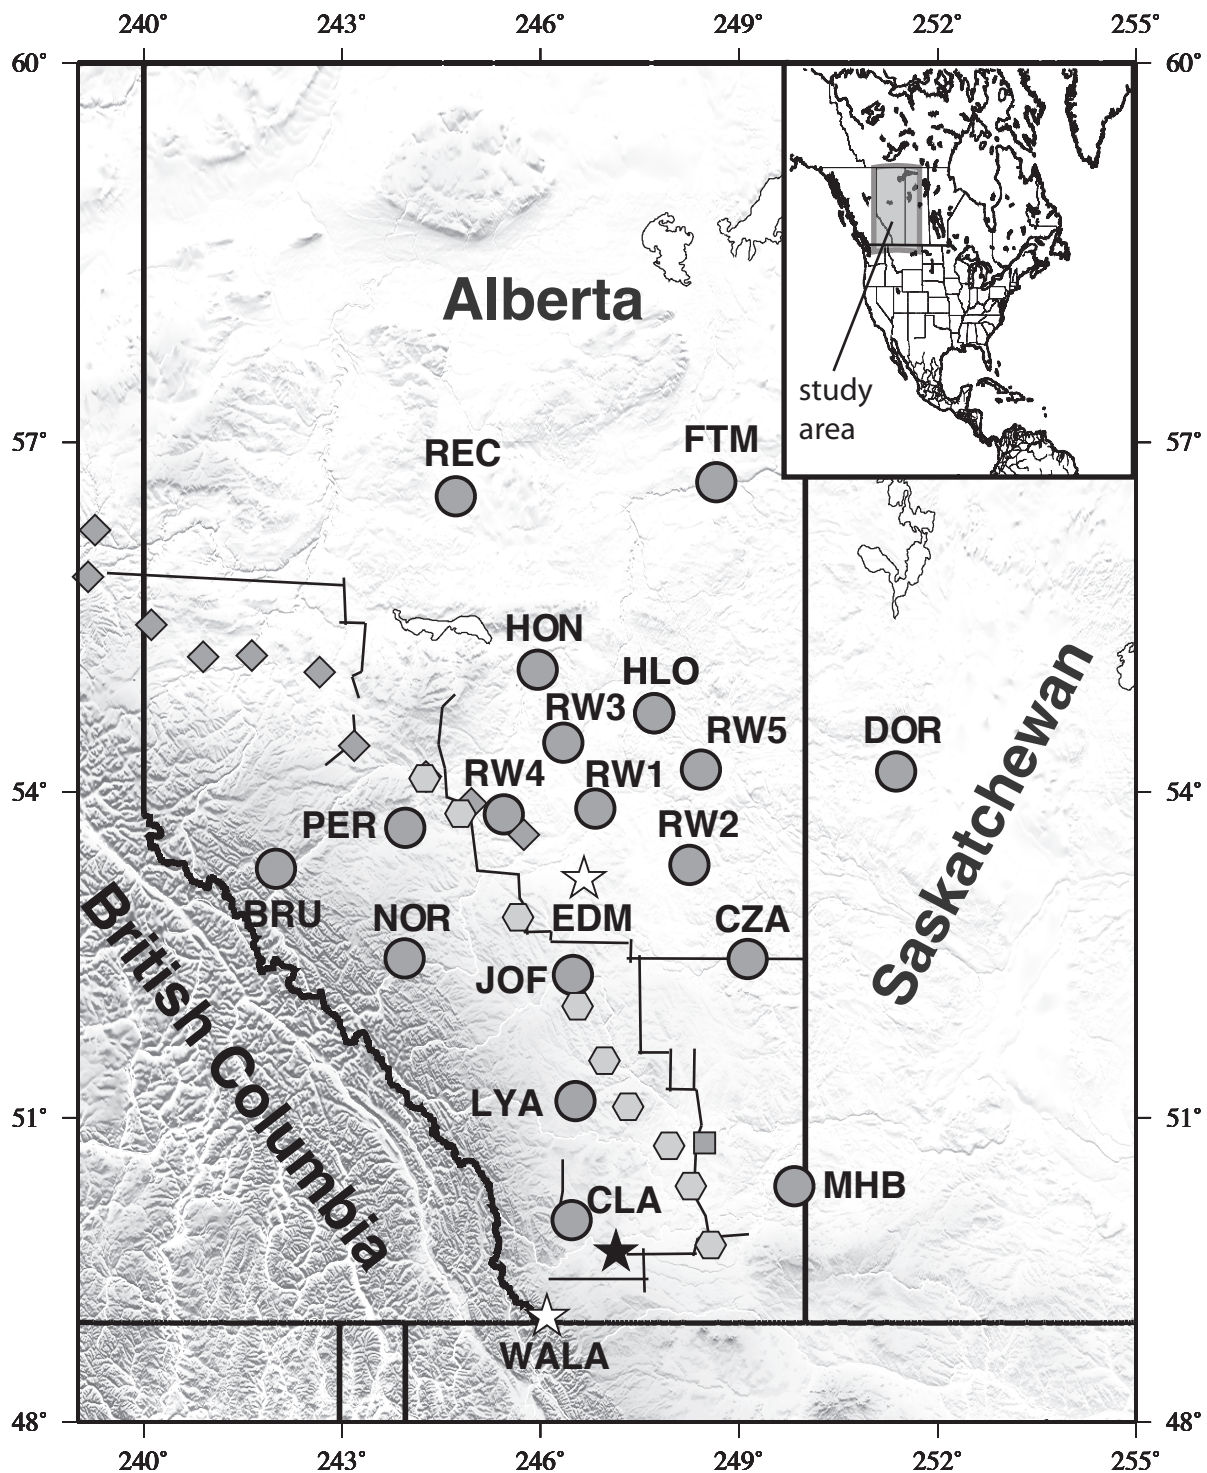 240° 243° 246° 249° 252° 255°
60° 60°
Alberta
study
area
57° 57°
REC FTM
HON
HLO
RW3
RW5 DOR
RW4 RW1
54° 54°
PER RW2
BRU NOR EDM CZA
JOF
Saskatchewan
British Columbia
LYA
51° 51°
MHB
CLA
WALA
48° 48°
240° 243° 246° 249° 252° 255°